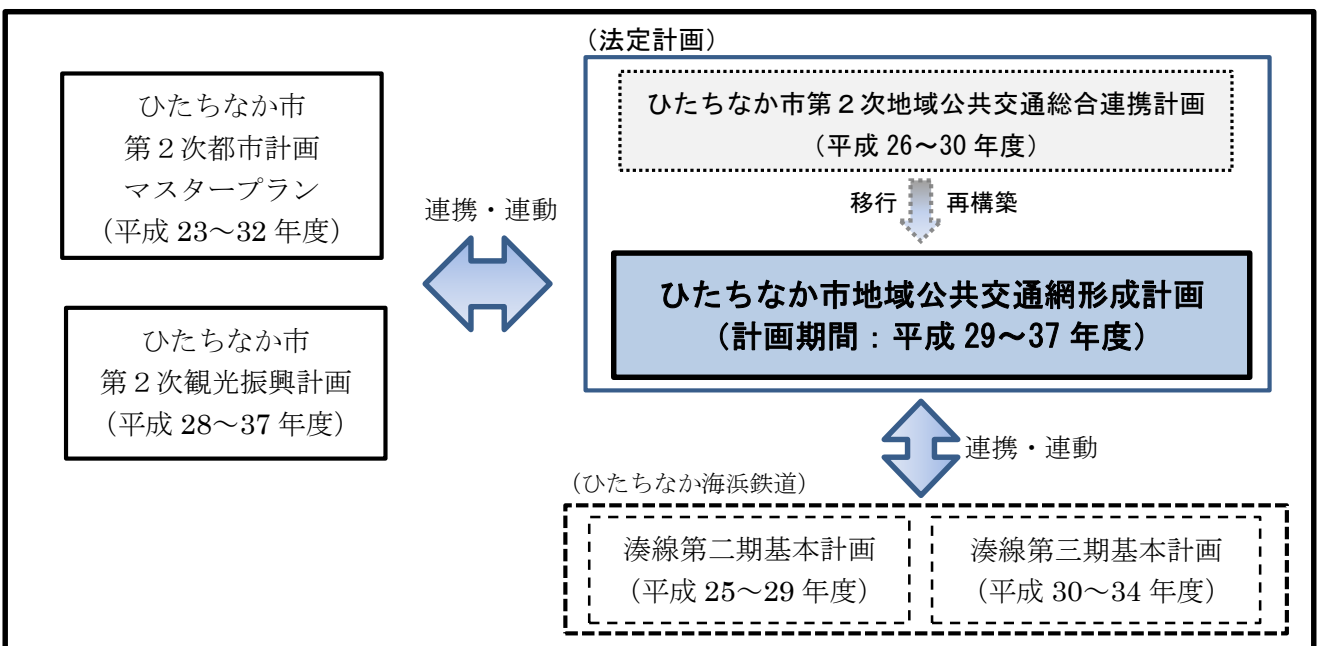 ひたちなか市
第２次都市計画
マスタープラン
（平成 23～32 年度）
ひたちなか市
第２次観光振興計画
（平成 28～37 年度）
連携・連動
（法定計画）
ひたちなか市第２次地域公共交通総合連携計画
（平成 26～30 年度）
移行 再構築
ひたちなか市地域公共交通網形成計画
（計画期間：平成 29～37 年度）
連携・連動
（ひたちなか海浜鉄道）
湊線第二期基本計画
（平成 25～29 年度）
湊線第三期基本計画
（平成 30～34 年度）